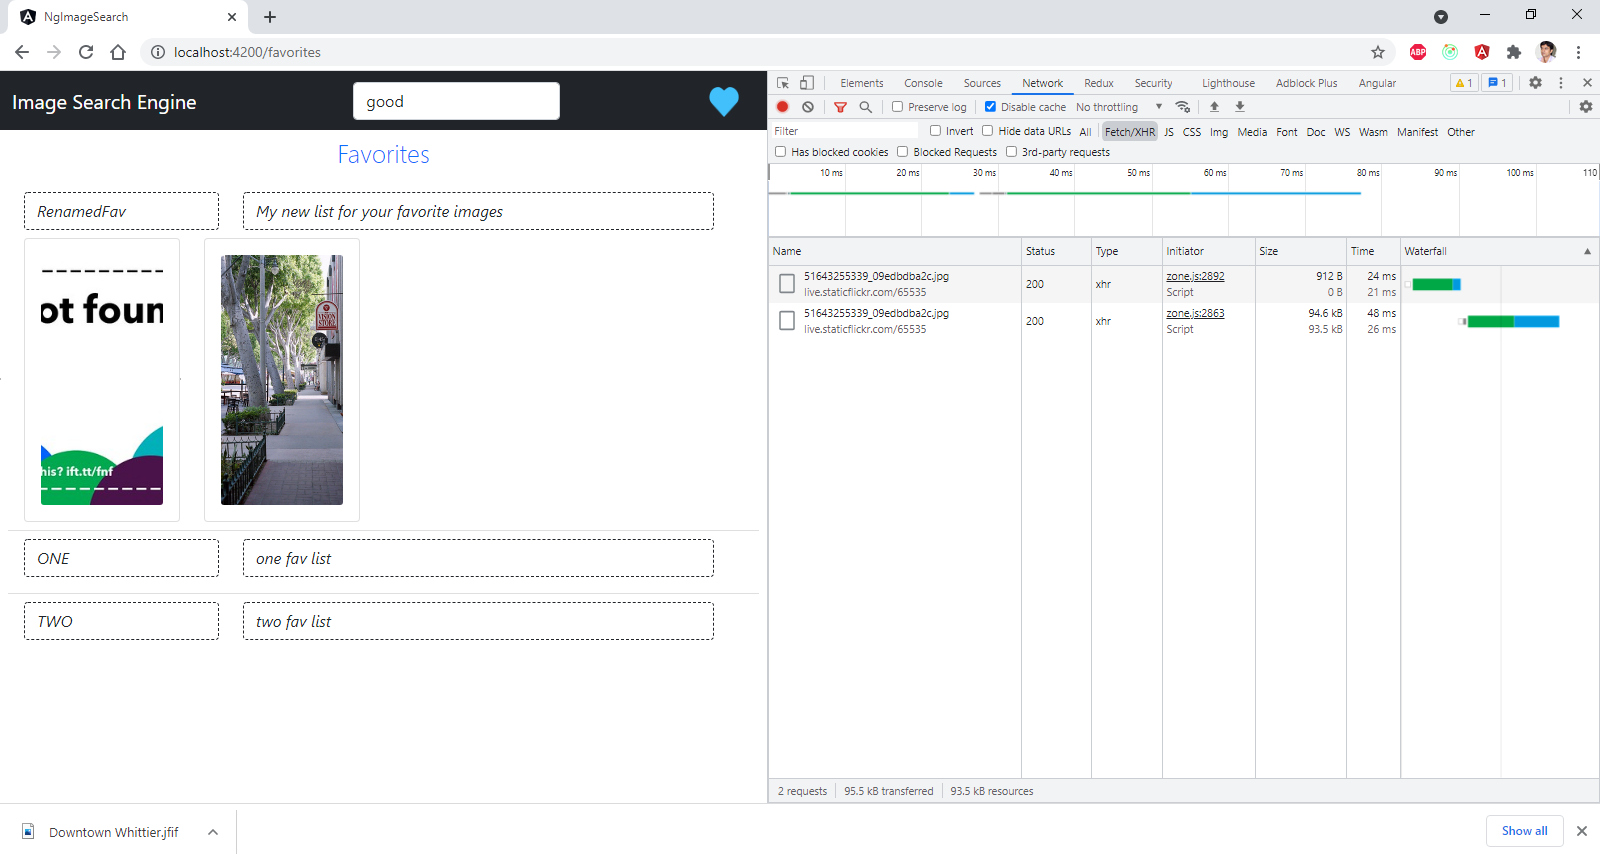 NgImageSearch
localhost:4200/favorites
ABP
Image Search Engine
good
Favorites
RenamedFav
My new list for your favorite images
ot foun
his? ift.tt/fnf
VISION
ONE
one fav list
TWO
two fav list
Elements Console Sources Network Redux Security Lighthouse Adblock Plus Angular 1 1
Preserve log Disable cache No throttling
Filter Invert Hide data URLs All Fetch/XHR JS CSS Img Media Font Doc WS Wasm Manifest Other
Has blocked cookies Blocked Requests 3rd-party requests
10 ms 20 ms 30 ms 40 ms 50 ms 60 ms 70 ms 80 ms 90 ms 100 ms 110
Name Status Type Initiator Size Time Waterfall
51643255339_09edbdba2c.jpg zone.js:2892 912 B 24 ms
200 xhr
live.staticflickr.com/65535 Script 0 B 21 ms
51643255339_09edbdba2c.jpg zone.js:2863 94.6 kB 48 ms
200 xhr
live.staticflickr.com/65535 Script 93.5 kB 26 ms
2 requests 95.5 kB transferred 93.5 kB resources
Downtown Whittier.jfif
Show all